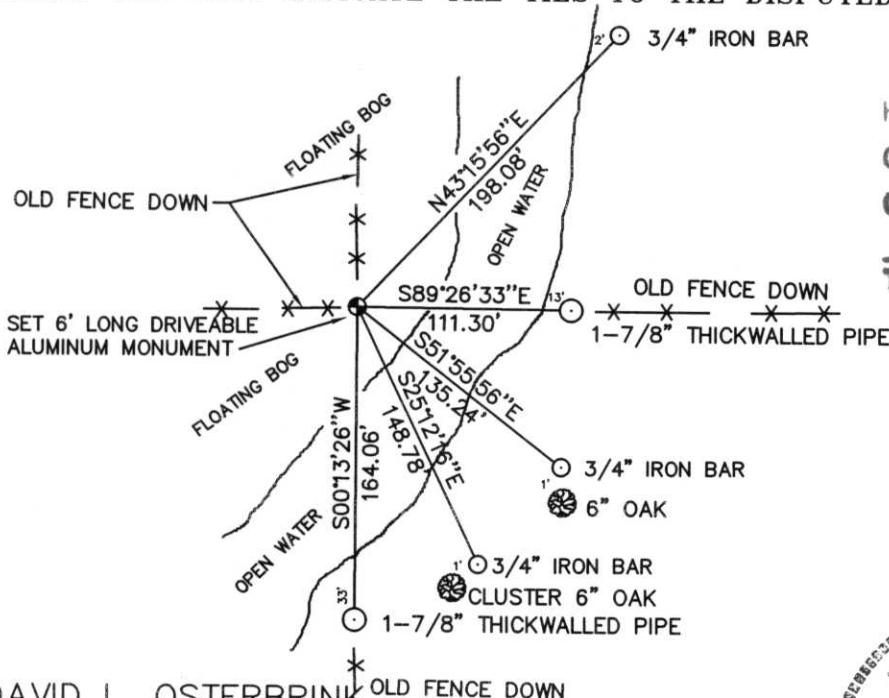 2' 3/4" IRON BAR
FLOATING BOG
N43°15'56"E
198.08'
OPEN WATER
OLD FENCE DOWN
S89°26'33"E
111.30'
13'
OLD FENCE DOWN
1-7/8" THICKWALLED PIPE
SET 6' LONG DRIVEABLE
ALUMINUM MONUMENT
FLOATING BOG
S51°55'56"E
135.24'
S25°12'16"E
148.78'
S00°13'26"W
164.06'
1' 3/4" IRON BAR
6" OAK
OPEN WATER
1' 3/4" IRON BAR
CLUSTER 6" OAK
33'
1-7/8" THICKWALLED PIPE
DAVID L. OSTERBRINK
OLD FENCE DOWN